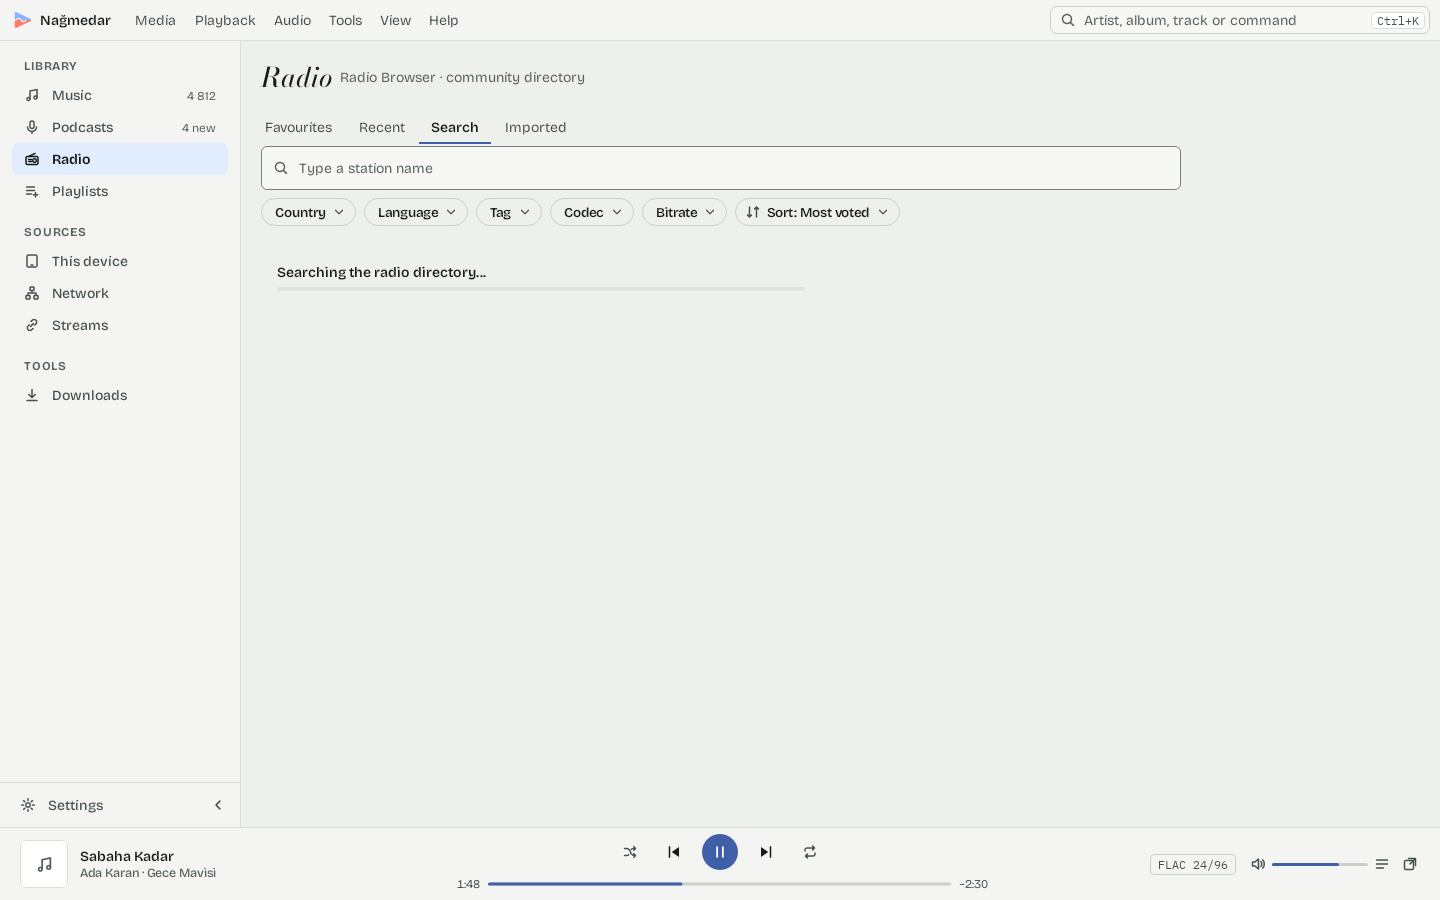 Nağmedar Media Playback Audio Tools View Help Artist, album, track or command Ctrl+K
LIBRARY
Music 4 812
Podcasts 4 new
Radio
Playlists
SOURCES
This device
Network
Streams
TOOLS
Downloads
Settings
Radio Radio Browser · community directory
Favourites Recent Search Imported
Type a station name
Country Language Tag Codec Bitrate Sort: Most voted
Searching the radio directory...
Sabaha Kadar
Ada Karan · Gece Mavisi
1:48 −2:30
FLAC 24/96